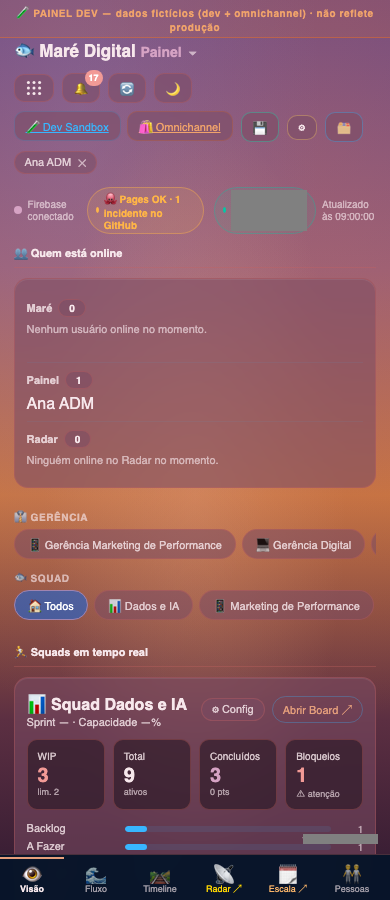 PAINEL DEV — dados fictícios (dev + omnichannel) · não reflete
produção
Maré Digital Painel
17
Dev Sandbox
Omnichannel
Ana ADM ×
Firebase
conectado
Pages OK · 1
incidente no
GitHub
Atualizado
às 09:00:00
Quem está online
Maré 0
Nenhum usuário online no momento.
Painel 1
Ana ADM
Radar 0
Ninguém online no Radar no momento.
GERÊNCIA
Gerência Marketing de Performance
Gerência Digital
SQUAD
Todos
Dados e IA
Marketing de Performance
Squads em tempo real
Squad Dados e IA
Config
Abrir Board ↗
Sprint — · Capacidade —%
WIP
3
lim. 2
Total
9
ativos
Concluídos
3
0 pts
Bloqueios
1
⚠ atenção
Backlog 1
A Fazer 1
Visão
Fluxo
Timeline
Radar ↗
Escala ↗
Pessoas